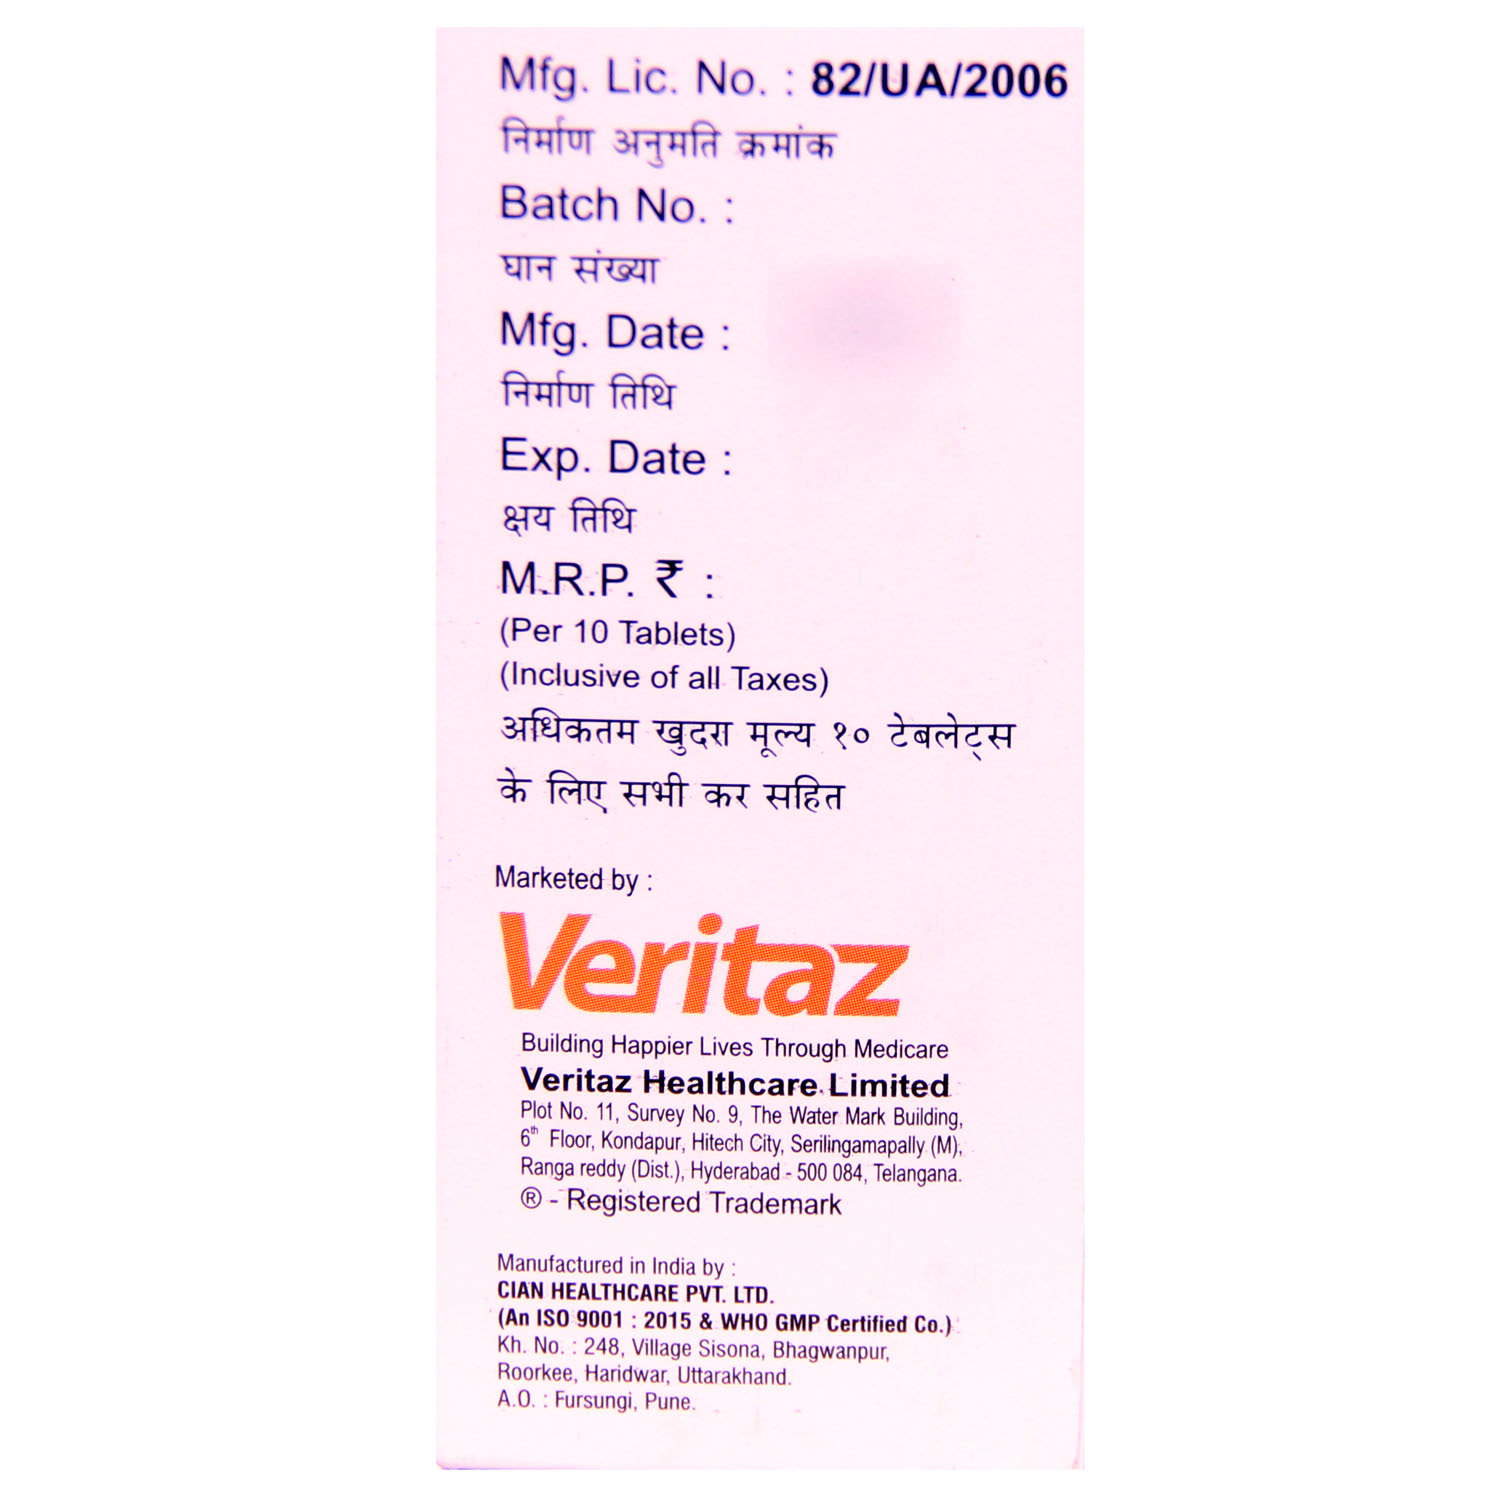 Mfg. Lic. No. : 82/UA/2006
निर्माण अनुमति क्रमांक
Batch No. :
घान संख्या
Mfg. Date :
निर्माण तिथि
Exp. Date :
क्षय तिथि
M.R.P. ₹ :
(Per 10 Tablets)
(Inclusive of all Taxes)
अधिकतम खुदरा मूल्य १० टेबलेट्स
के लिए सभी कर सहित
Marketed by :
Veritaz
Building Happier Lives Through Medicare
Veritaz Healthcare Limited
Plot No. 11, Survey No. 9, The Water Mark Building,
6th Floor, Kondapur, Hitech City, Serilingamapally (M),
Ranga reddy (Dist.), Hyderabad - 500 084, Telangana.
® - Registered Trademark
Manufactured in India by :
CIAN HEALTHCARE PVT. LTD.
(An ISO 9001 : 2015 & WHO GMP Certified Co.)
Kh. No. : 248, Village Sisona, Bhagwanpur,
Roorkee, Haridwar, Uttarakhand.
A.O. : Fursungi, Pune.